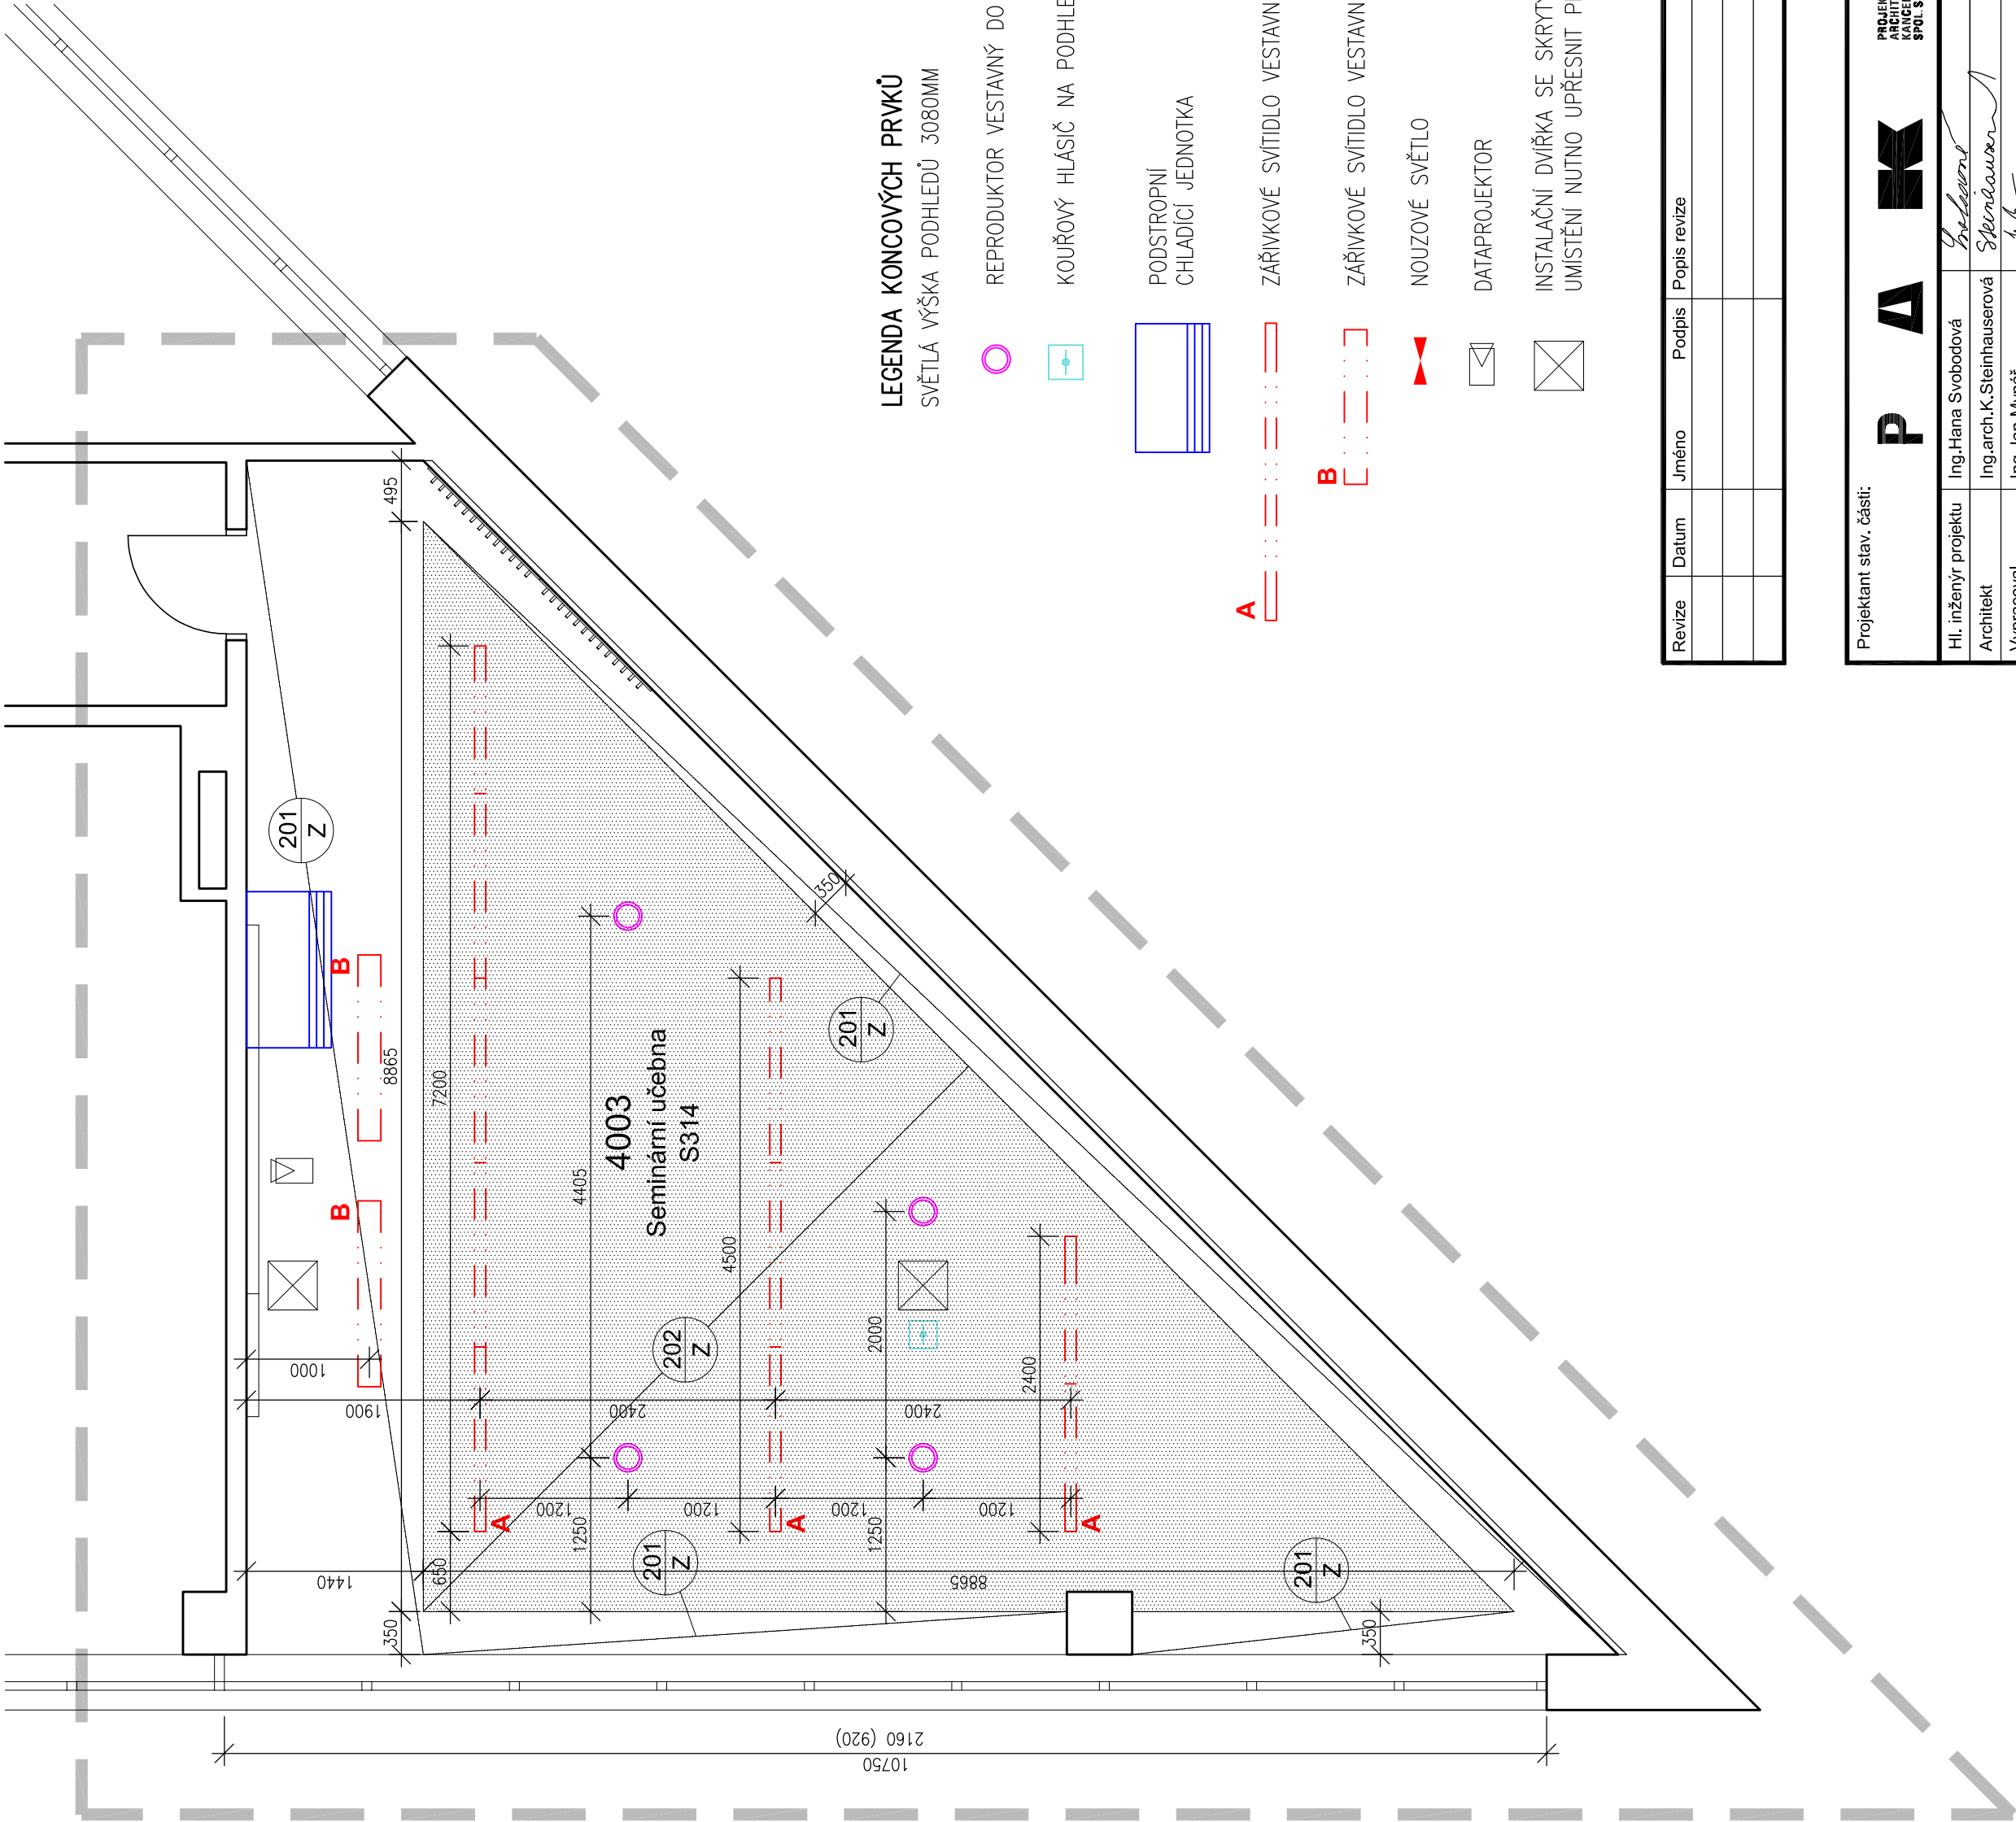 LEGENDA KONCOVÝCH PRVKŮ
SVĚTLÁ VÝŠKA PODHLEDŮ 3080MM
REPRODUKTOR VESTAVNÝ DO
KOUŘOVÝ HLÁSIČ NA PODHLE
PODSTROPNÍ
CHLADÍCÍ JEDNOTKA
A
ZÁŘIVKOVÉ SVÍTIDLO VESTAVN
B
ZÁŘIVKOVÉ SVÍTIDLO VESTAVN
NOUZOVÉ SVĚTLO
DATAPROJEKTOR
INSTALAČNÍ DVÍŘKA SE SKRYTÝ
UMÍSTĚNÍ NUTNO UPŘESNIT
Revize Datum Jméno Podpis Popis revize
Projektant stav. části:
P A K
Hl. inženýr projektu Ing.Hana Svobodová
Architekt Ing.arch.K.Steinhauserová
4003
Seminární učebna
S314
201
Z
201
Z
201
Z
201
Z
202
Z
B
B
A
A
A
495
8865
350
7200
650
4405
1250
4500
2000
1250
2400
350
350
1000
1900
2400
2400
1200
1200
1200
1200
1440
8865
2160 (920)
10750